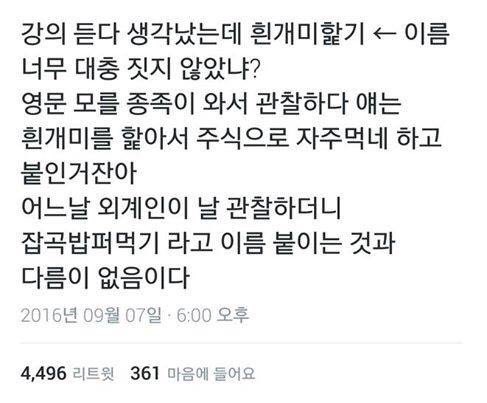 강의 듣다 생각났는데 흰개미핥기 ← 이름
너무 대충 짓지 않았냐?
영문 모를 종족이 와서 관찰하다 얘는
흰개미를 핥아서 주식으로 자주먹네 하고
붙인거잖아
어느날 외계인이 날 관찰하더니
잡곡밥퍼먹기 라고 이름 붙이는 것과
다름이 없음이다
2016년 09월 07일 · 6:00 오후
4,496 리트윗 361 마음에 들어요